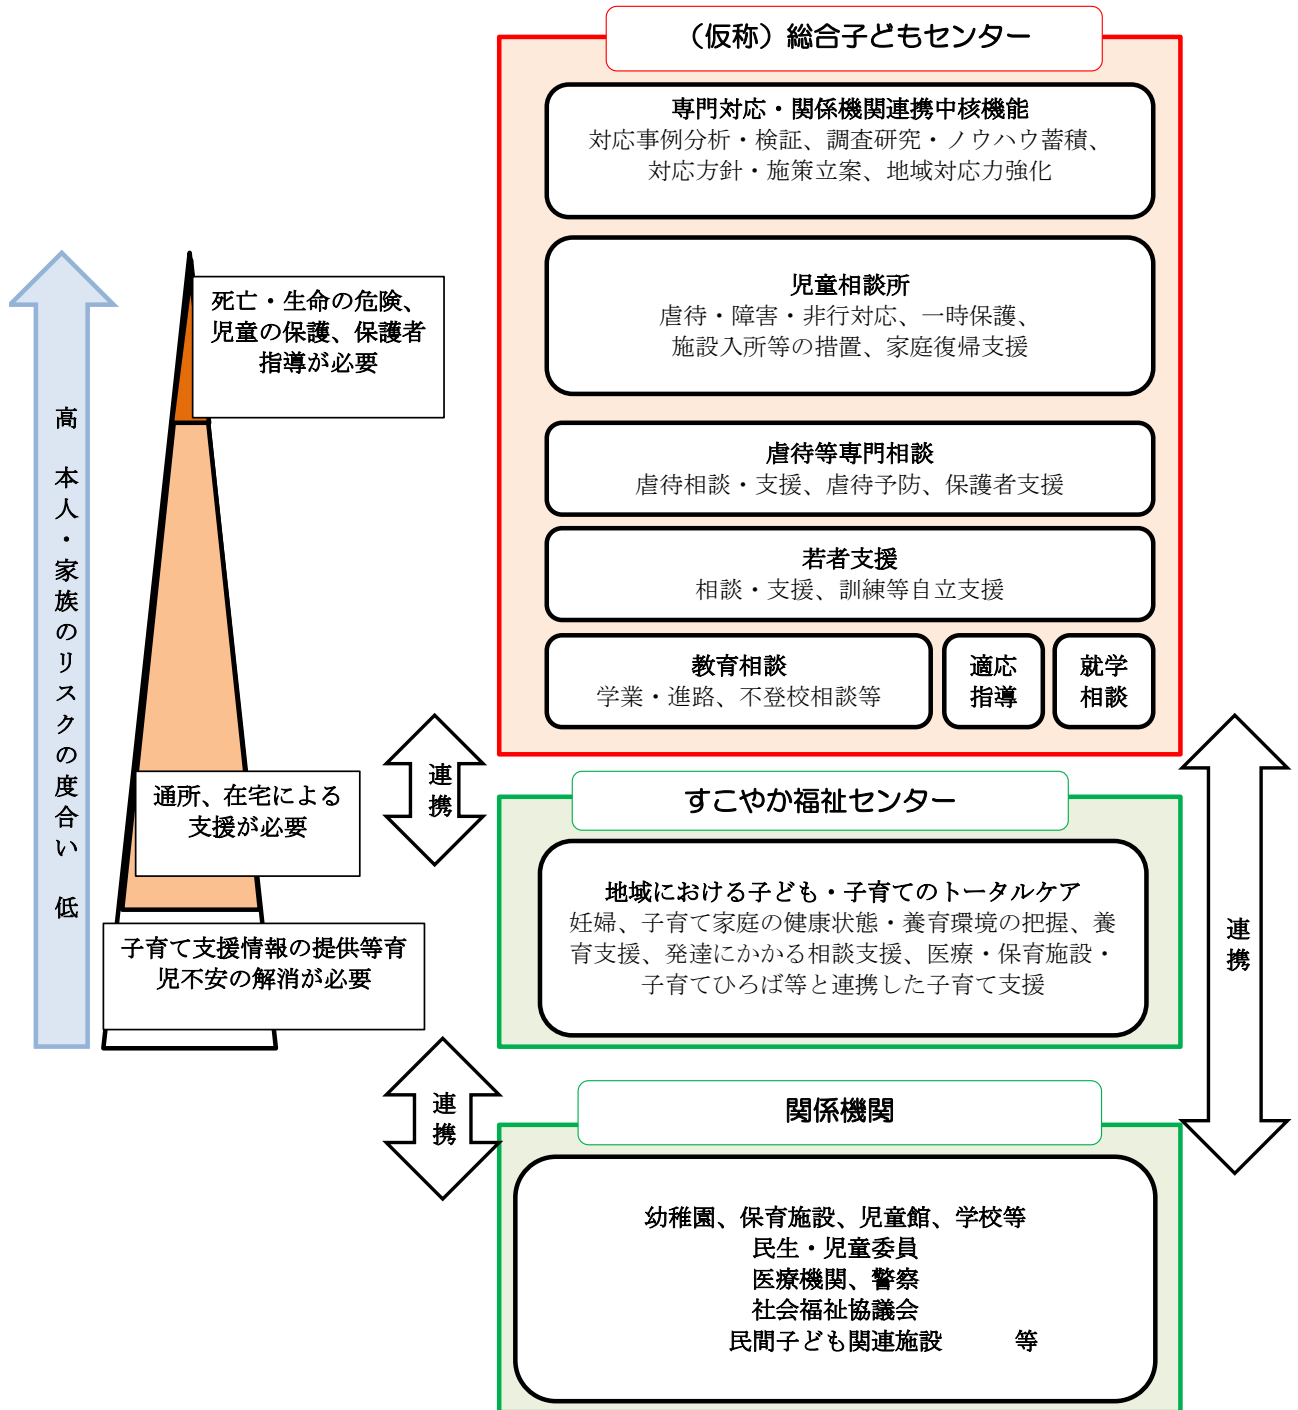 （仮称）総合子どもセンター
専門対応・関係機関連携中核機能
対応事例分析・検証、調査研究・ノウハウ蓄積、
対応方針・施策立案、地域対応力強化
児童相談所
虐待・障害・非行対応、一時保護、
施設入所等の措置、家庭復帰支援
虐待等専門相談
虐待相談・支援、虐待予防、保護者支援
若者支援
相談・支援、訓練等自立支援
教育相談
学業・進路、不登校相談等
適応
指導
就学
相談
高　本人・家族のリスクの度合い　低
死亡・生命の危険、
児童の保護、保護者
指導が必要
通所、在宅による
支援が必要
子育て支援情報の提供等育
児不安の解消が必要
連携
すこやか福祉センター
地域における子ども・子育てのトータルケア
妊婦、子育て家庭の健康状態・養育環境の把握、養
育支援、発達にかかる相談支援、医療・保育施設・
子育てひろば等と連携した子育て支援
連携
連携
関係機関
幼稚園、保育施設、児童館、学校等
民生・児童委員
医療機関、警察
社会福祉協議会
民間子ども関連施設　　　等